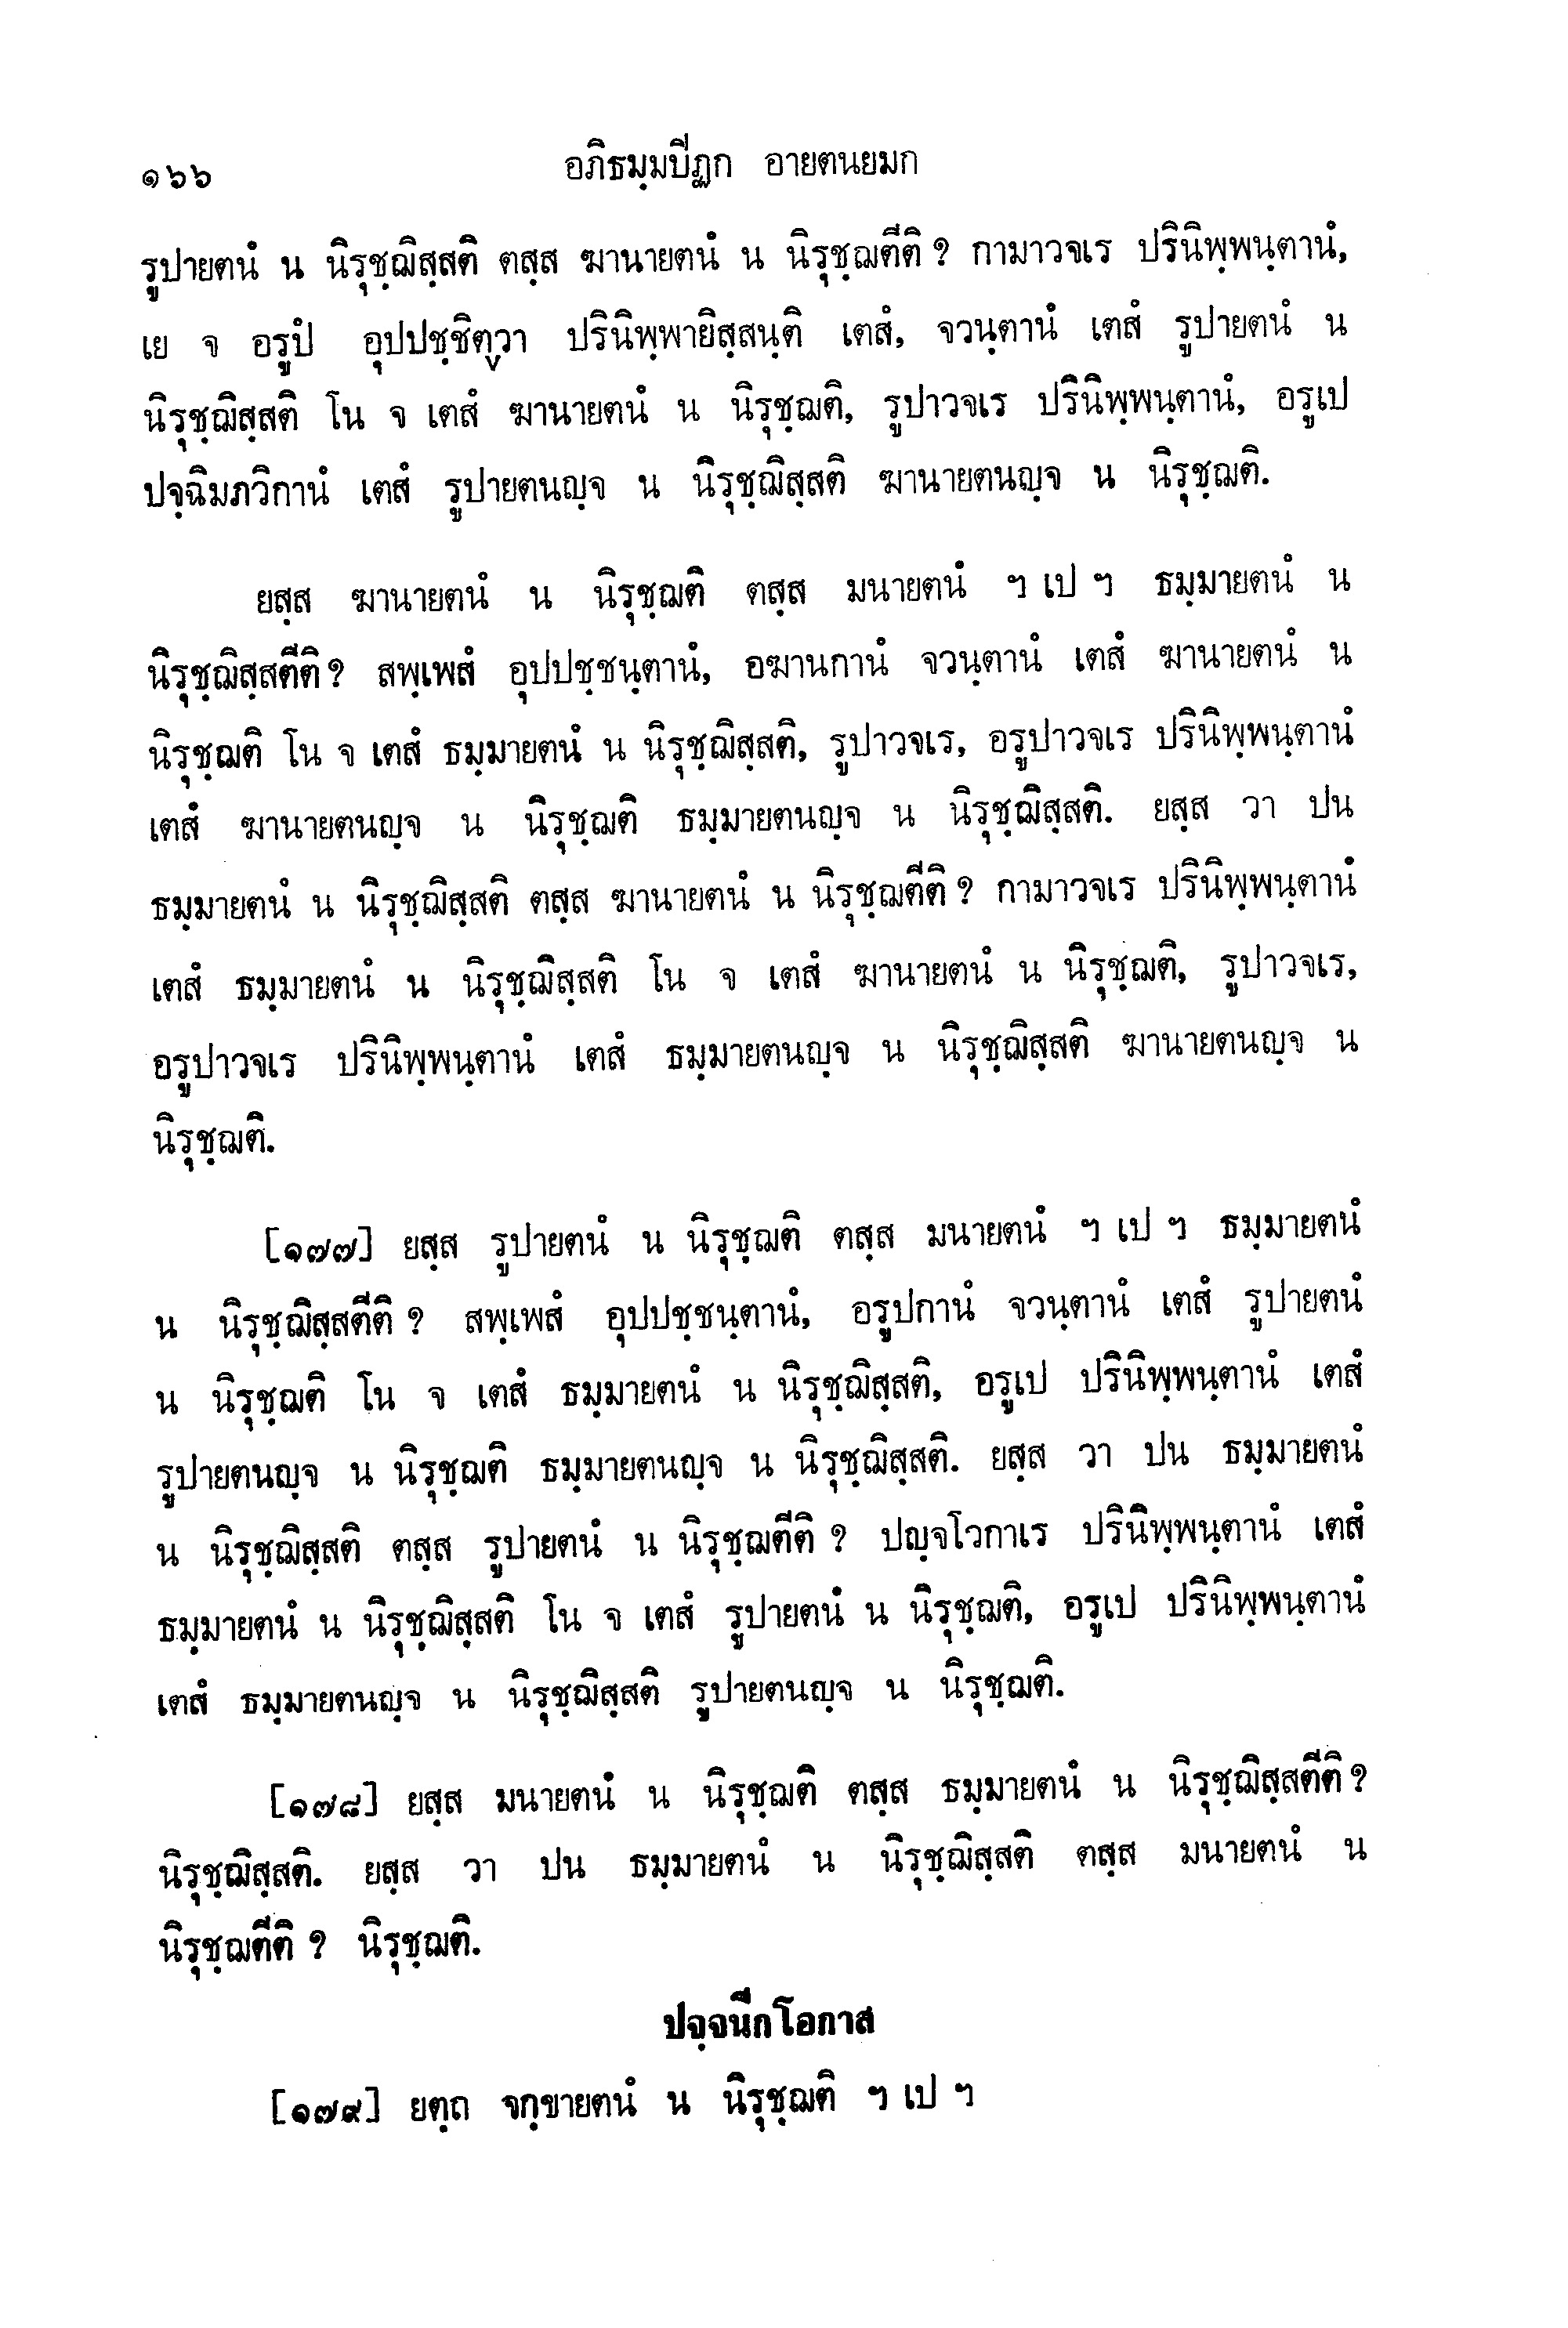 ๑๖๖ อภิธมฺมปีฏก อายตนยมก
รูปายตนํ น นิรุชฺฌิสฺสติ ตสฺส ฆานายตนํ น นิรุชฺฌตีติ ? กามาวจเร ปรินิพฺพนฺตานํ,
เย จ อรูปํ อุปปชฺชิตฺวา ปรินิพฺพายิสฺสนฺติ เตสํ, จวนฺตานํ เตสํ รูปายตนํ น
นิรุชฺฌิสฺสติ โน จ เตสํ ฆานายตนํ น นิรุชฺฌติ, รูปาวจเร ปรินิพฺพนฺตานํ, อรูเป
ปจฺฉิมภวิกานํ เตสํ รูปายตนญฺจ น นิรุชฺฌิสฺสติ ฆานายตนญฺจ น นิรุชฺฌติ.
ยสฺส ฆานายตนํ น นิรุชฺฌติ ตสฺส มนายตนํ ฯ เป ฯ ธมฺมายตนํ น
นิรุชฺฌิสฺสตีติ ? สพฺเพสํ อุปปชฺชนฺตานํ, อฆานกานํ จวนฺตานํ เตสํ ฆานายตนํ น
นิรุชฺฌติ โน จ เตสํ ธมฺมายตนํ น นิรุชฺฌิสฺสติ, รูปาวจเร, อรูปาวจเร ปรินิพฺพนฺตานํ
เตสํ ฆานายตนญฺจ น นิรุชฺฌติ ธมฺมายตนญฺจ น นิรุชฺฌิสฺสติ. ยสฺส วา ปน
ธมฺมายตนํ น นิรุชฺฌิสฺสติ ตสฺส ฆานายตนํ น นิรุชฺฌตีติ ? กามาวจเร ปรินิพฺพนฺตานํ
เตสํ ธมฺมายตนํ น นิรุชฺฌิสฺสติ โน จ เตสํ ฆานายตนํ น นิรุชฺฌติ, รูปาวจเร,
อรูปาวจเร ปรินิพฺพนฺตานํ เตสํ ธมฺมายตนญฺจ น นิรุชฺฌิสฺสติ ฆานายตนญฺจ น
นิรุชฺฌติ.
[๑๗๗] ยสฺส รูปายตนํ น นิรุชฺฌติ ตสฺส มนายตนํ ฯ เป ฯ ธมฺมายตนํ
น นิรุชฺฌิสฺสตีติ ? สพฺเพสํ อุปปชฺชนฺตานํ, อรูปกานํ จวนฺตานํ เตสํ รูปายตนํ
น นิรุชฺฌติ โน จ เตสํ ธมฺมายตนํ น นิรุชฺฌิสฺสติ, อรูเป ปรินิพฺพนฺตานํ เตสํ
รูปายตนญฺจ น นิรุชฺฌติ ธมฺมายตนญฺจ น นิรุชฺฌิสฺสติ. ยสฺส วา ปน ธมฺมายตนํ
น นิรุชฺฌิสฺสติ ตสฺส รูปายตนํ น นิรุชฺฌตีติ ? ปญฺจโวกาเร ปรินิพฺพนฺตานํ เตสํ
ธมฺมายตนํ น นิรุชฺฌิสฺสติ โน จ เตสํ รูปายตนํ น นิรุชฺฌติ, อรูเป ปรินิพฺพนฺตานํ
เตสํ ธมฺมายตนญฺจ น นิรุชฺฌิสฺสติ รูปายตนญฺจ น นิรุชฺฌติ.
[๑๗๘] ยสฺส มนายตนํ น นิรุชฺฌติ ตสฺส ธมฺมายตนํ น นิรุชฺฌิสฺสตีติ ?
นิรุชฺฌิสฺสติ. ยสฺส วา ปน ธมฺมายตนํ น นิรุชฺฌิสฺสติ ตสฺส มนายตนํ น
นิรุชฺฌตีติ ? นิรุชฺฌติ.
ปจฺจนีกโอกาส
[๑๗๙] ยตฺถ จกฺขายตนํ น นิรุชฺฌติ ฯ เป ฯ